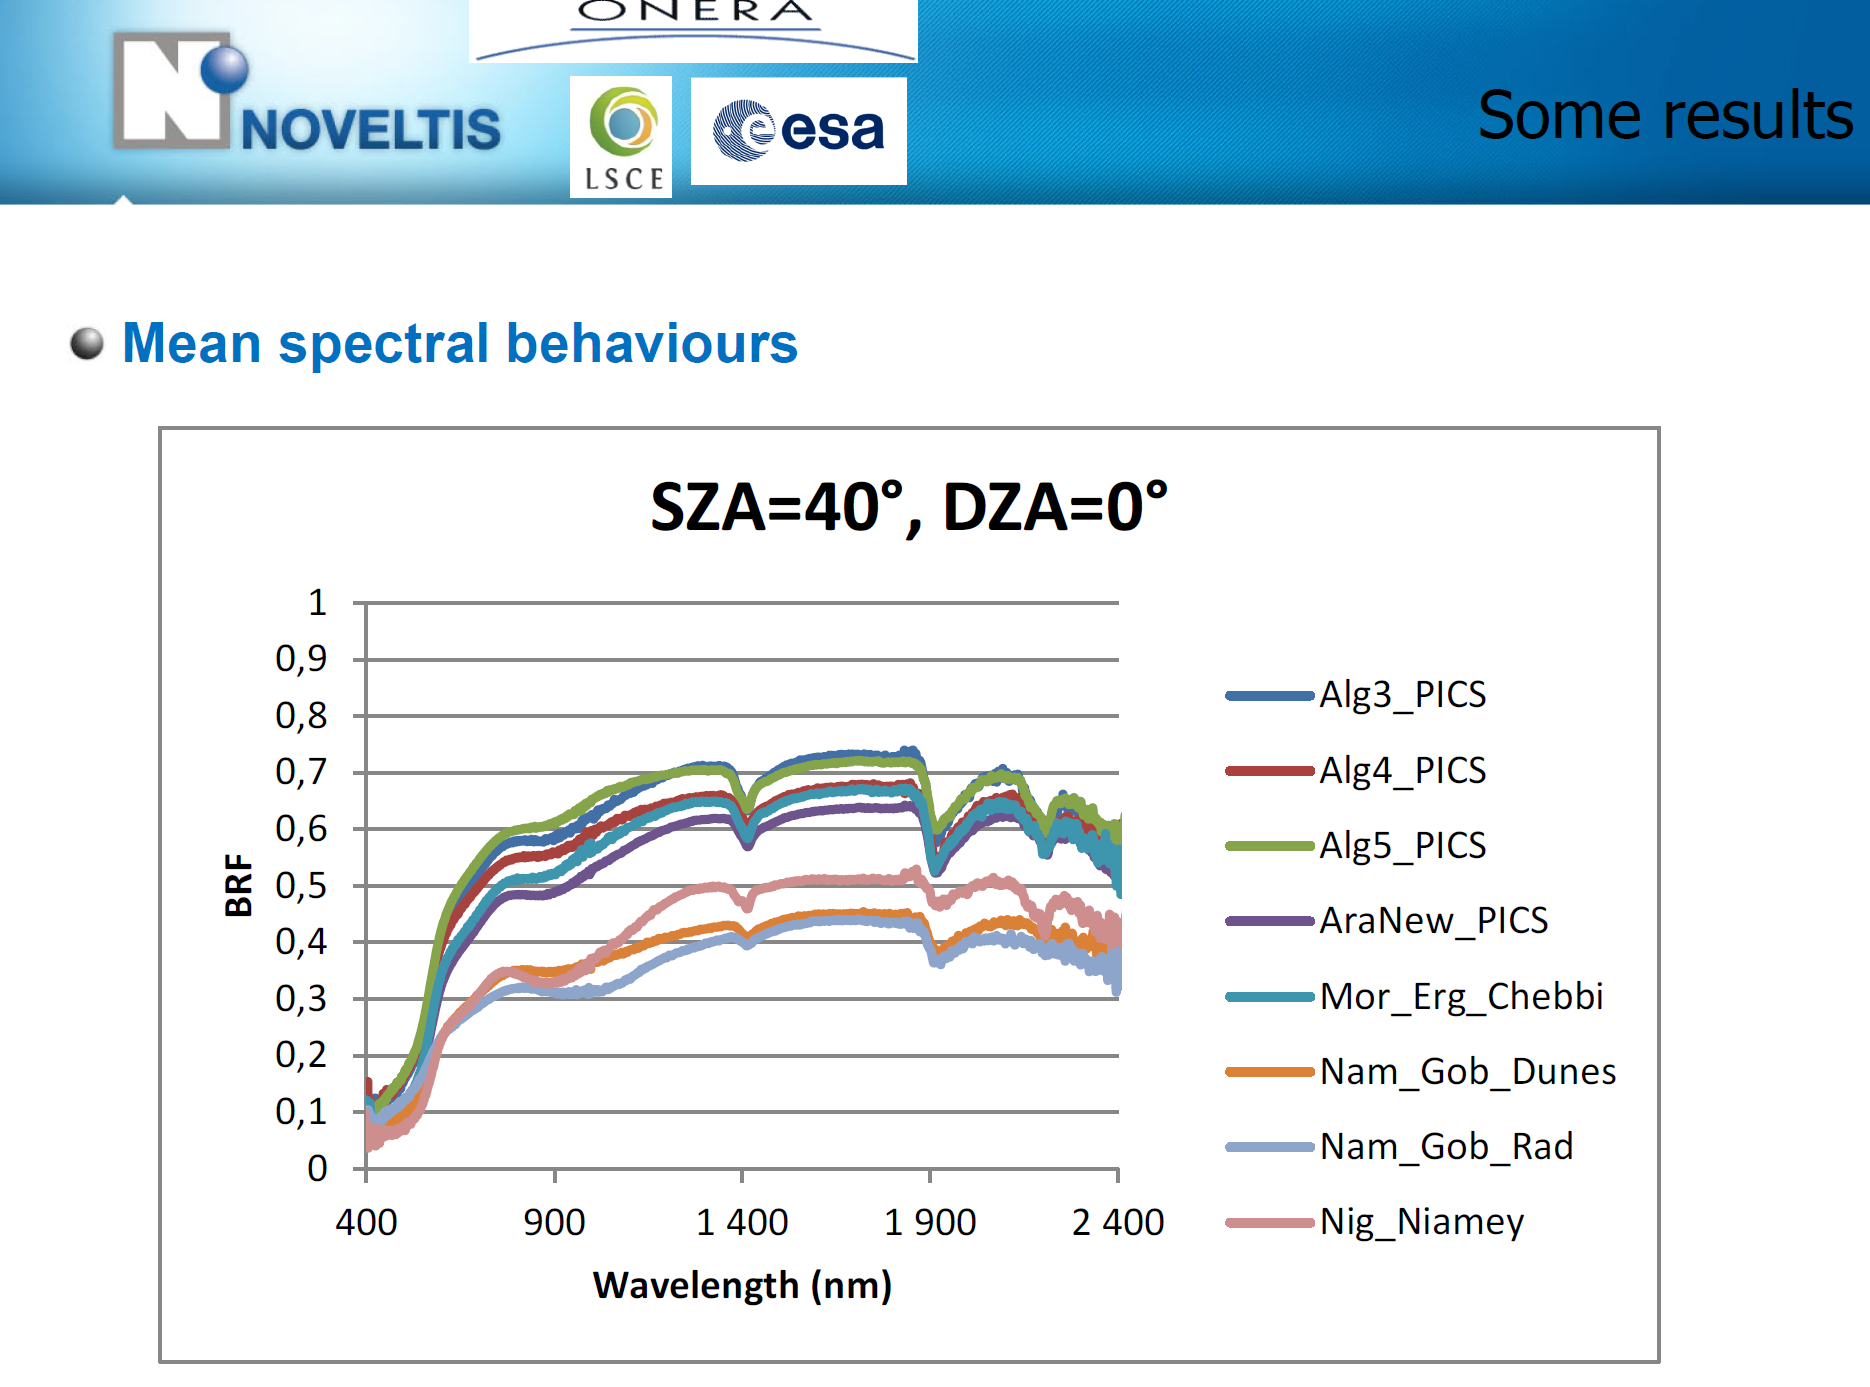 ONERA
NOVELTIS
LSCE
esa
Some results
Mean spectral behaviours
SZA=40°, DZA=0°
1
0,9
0,8
0,7
0,6
0,5
0,4
0,3
0,2
0,1
0
BRF
400 900 1 400 1 900 2 400
Wavelength (nm)
Alg3_PICS
Alg4_PICS
Alg5_PICS
AraNew_PICS
Mor_Erg_Chebbi
Nam_Gob_Dunes
Nam_Gob_Rad
Nig_Niamey